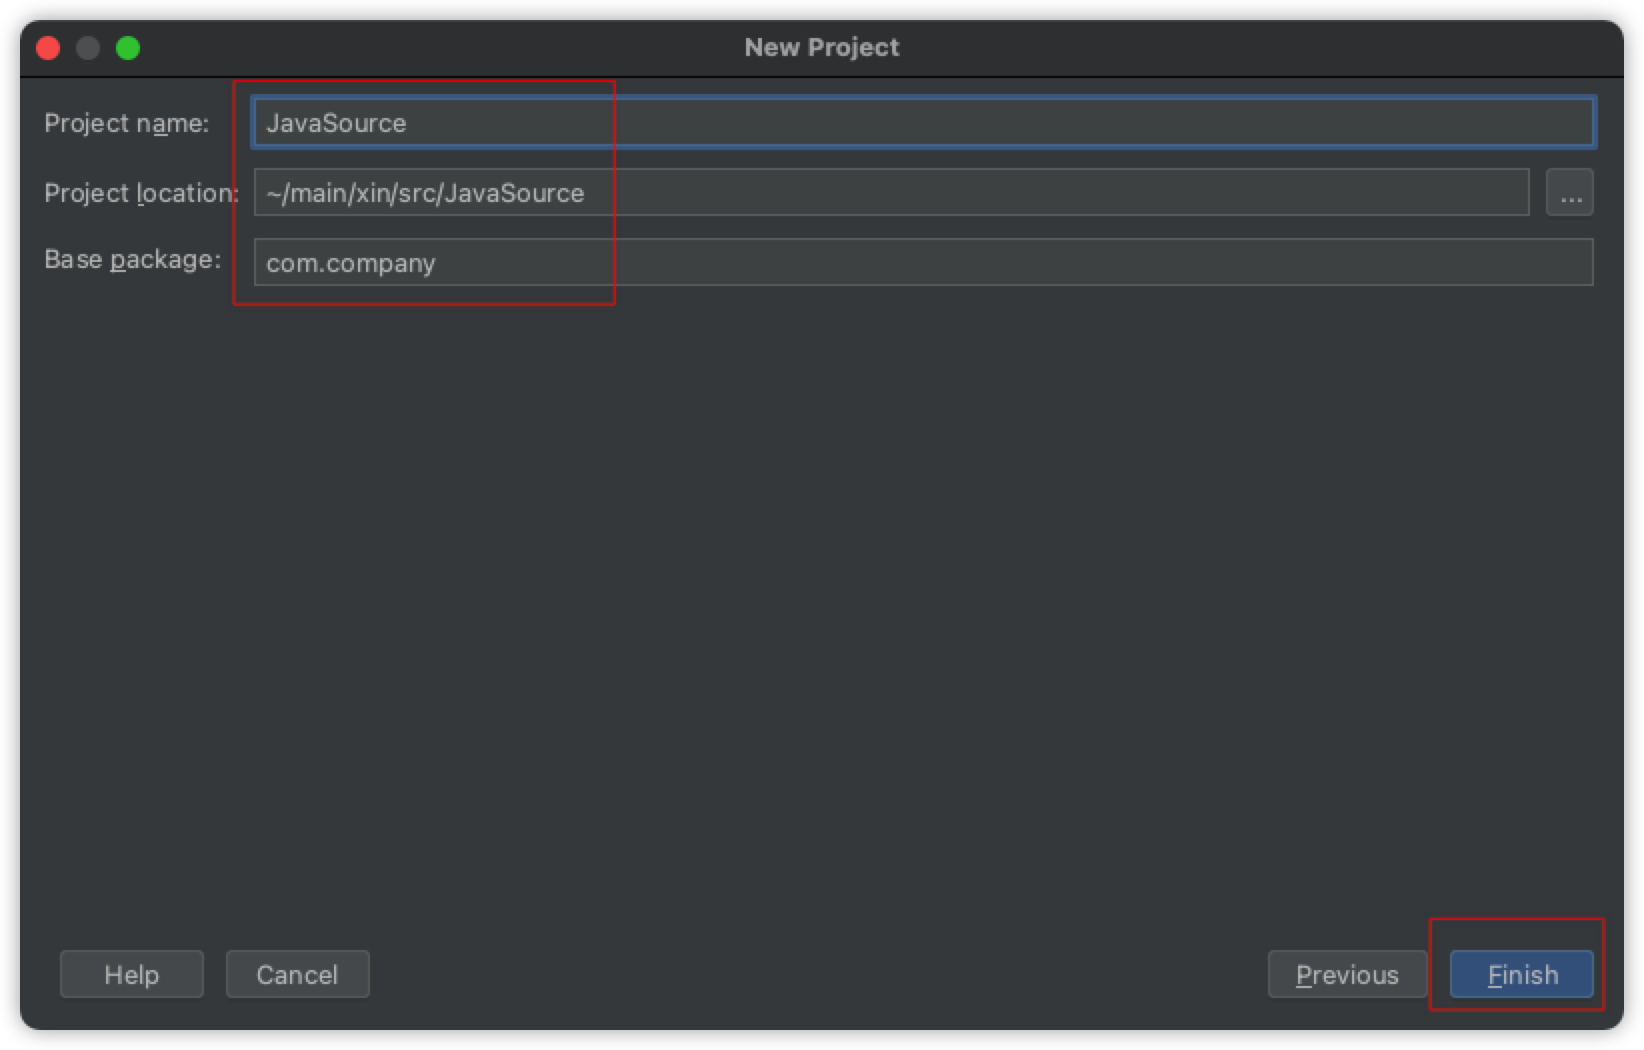 New Project
Project name: JavaSource
Project location: ~/main/xin/src/JavaSource ...
Base package: com.company
Help Cancel Previous Finish